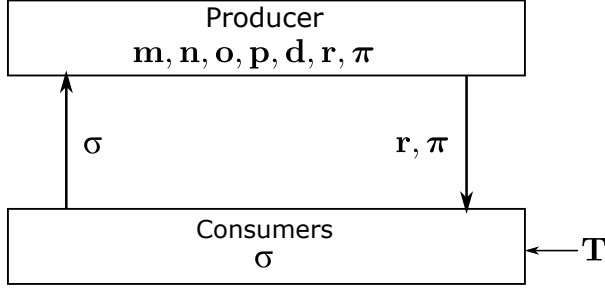 Producer
m, n, o, p, d, r, π
σ
r, π
Consumers
σ
T